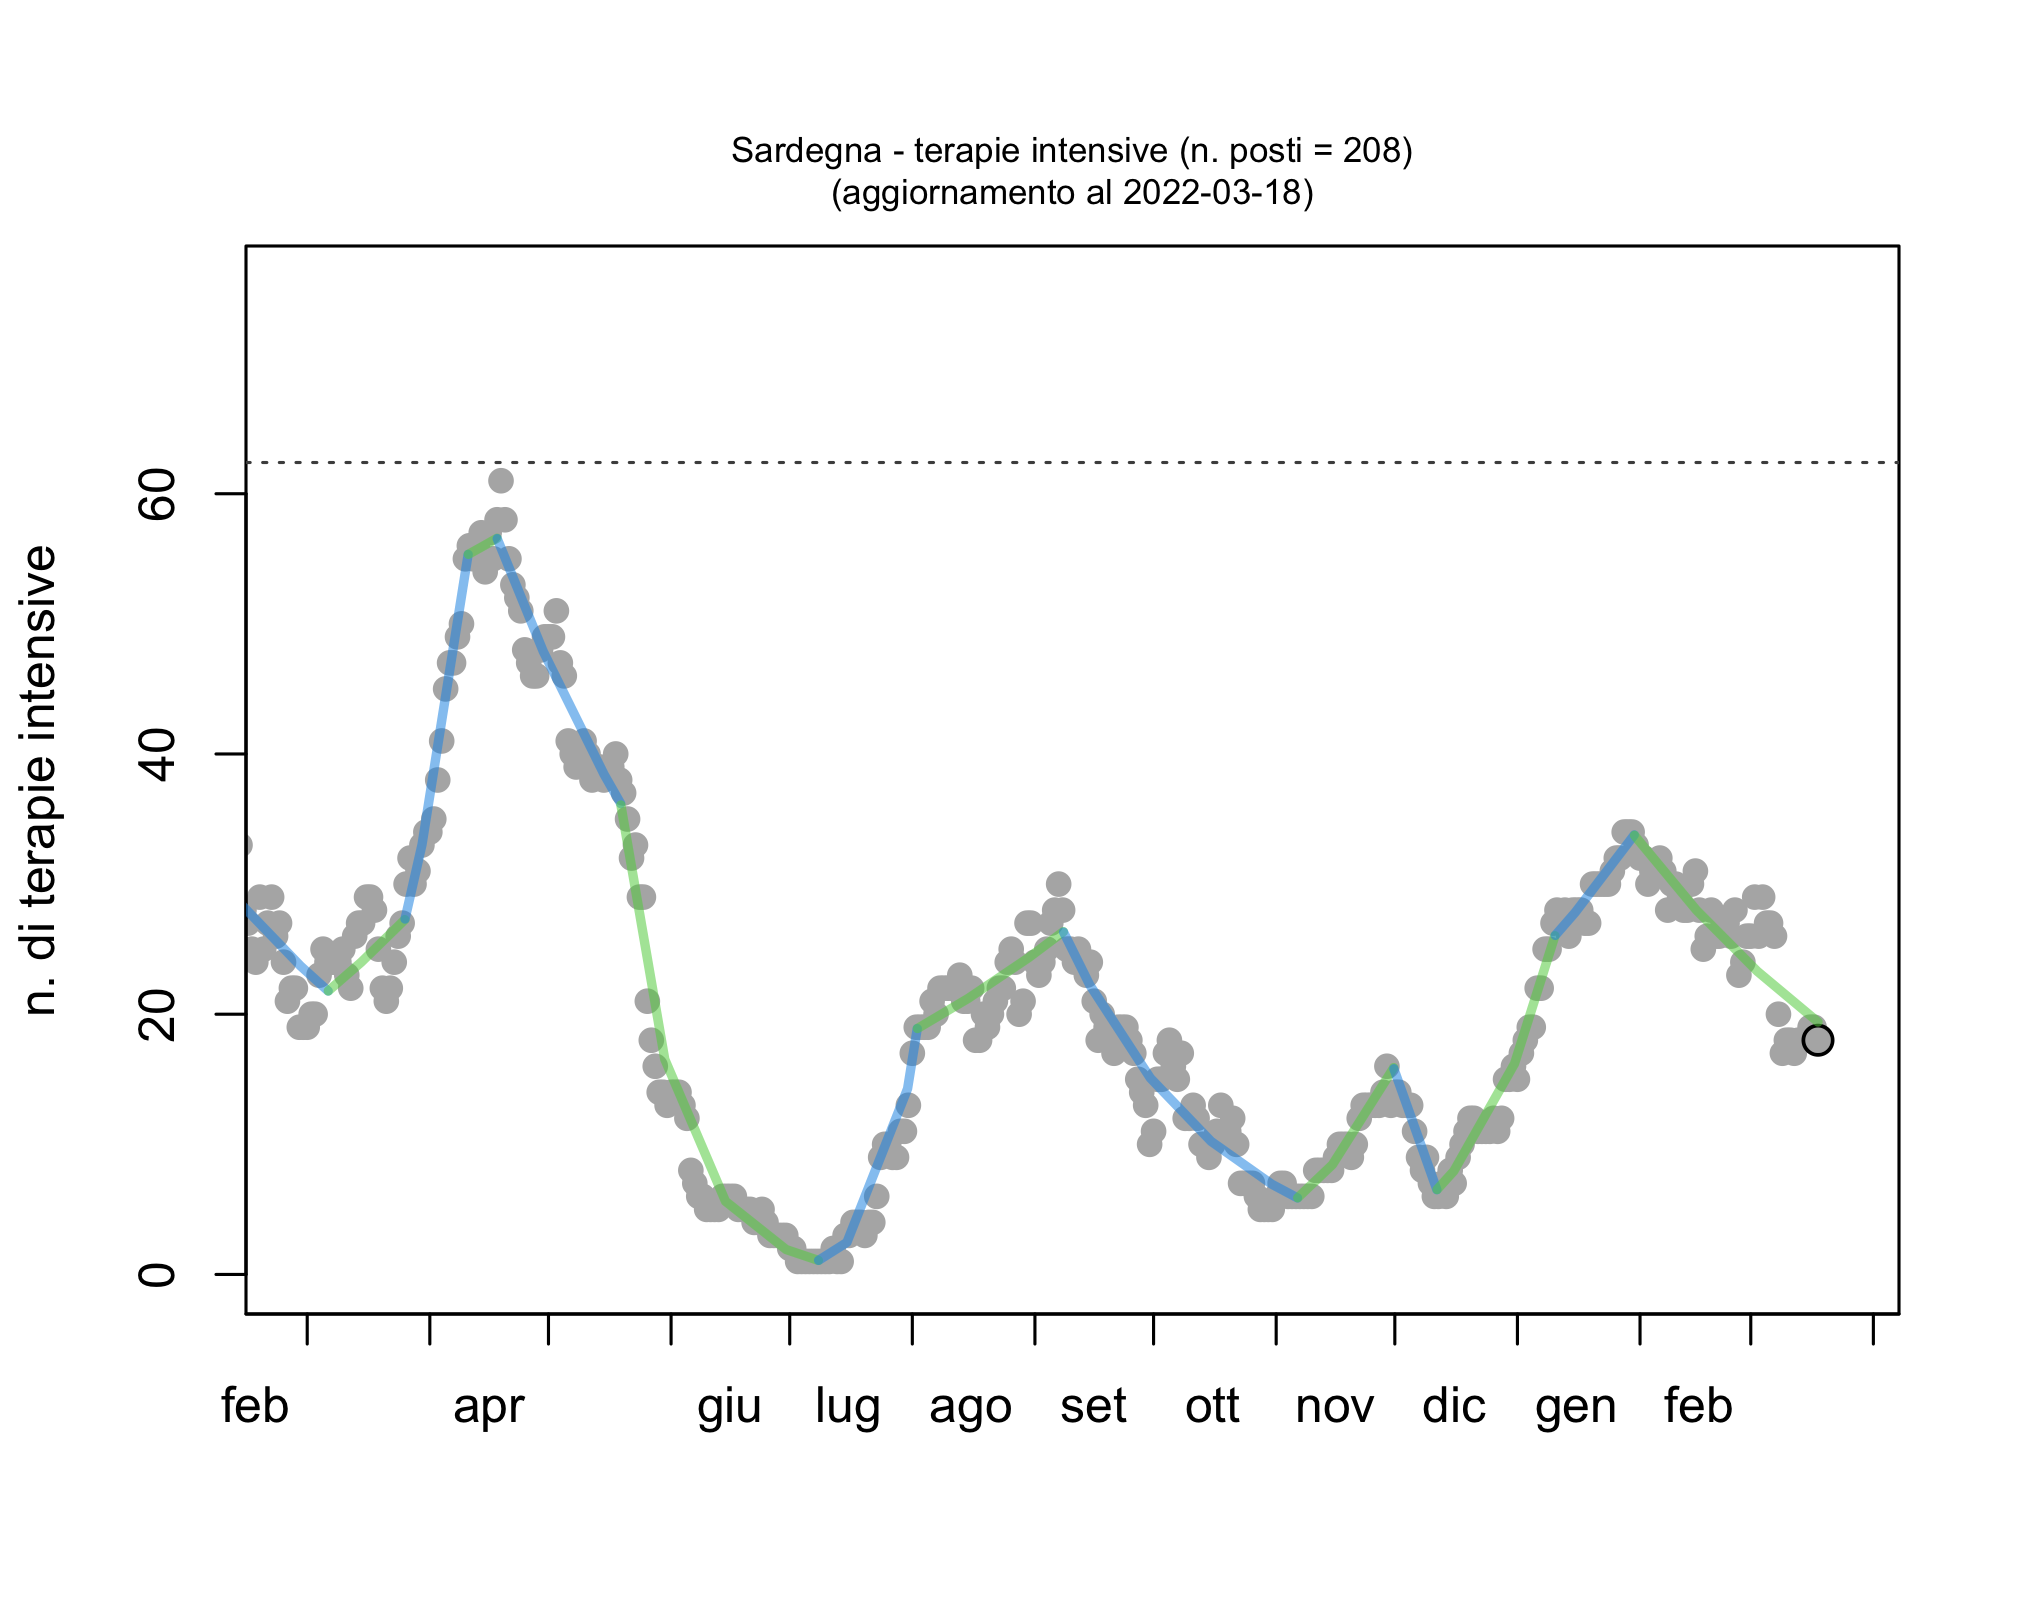 Sardegna - terapie intensive (n. posti = 208)
(aggiornamento al 2022-03-18)
n. di terapie intensive
60
40
20
0
feb apr giu lug ago set ott nov dic gen feb